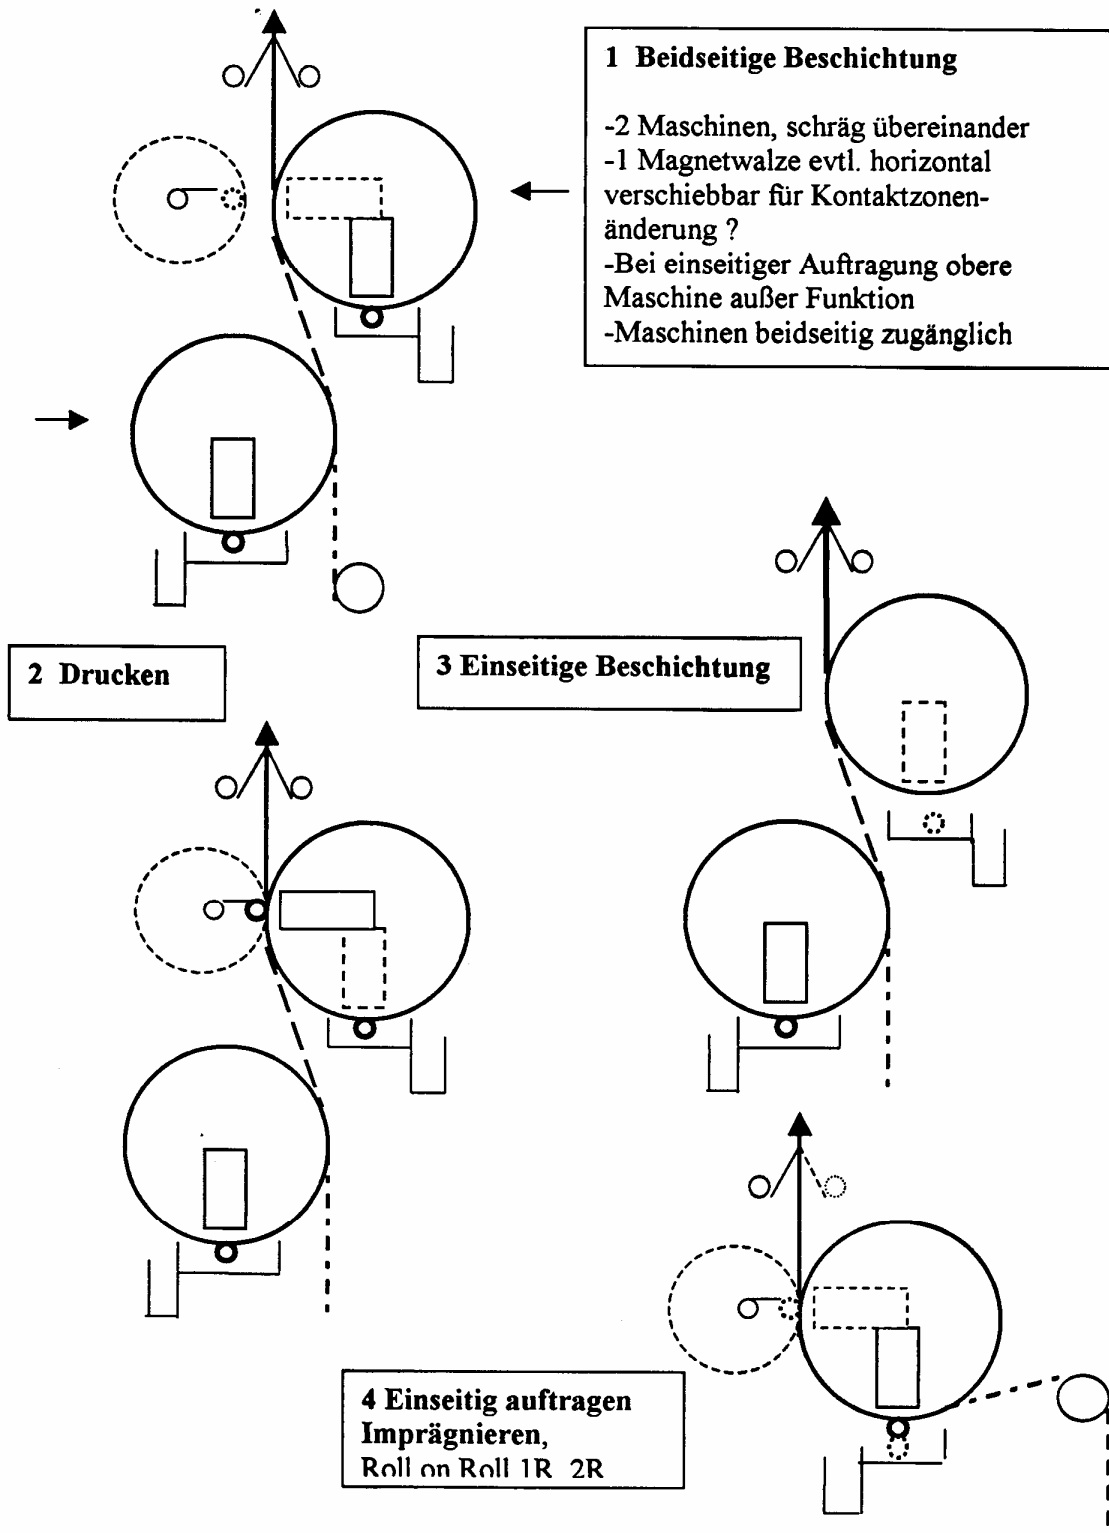 1 Beidseitige Beschichtung
-2 Maschinen, schräg übereinander
-1 Magnetwalze evtl. horizontal
verschiebbar für Kontaktzonen-
änderung ?
-Bei einseitiger Auftragung obere
Maschine außer Funktion
-Maschinen beidseitig zugänglich
2 Drucken
3 Einseitige Beschichtung
4 Einseitig auftragen
Imprägnieren,
Roll on Roll 1R 2R